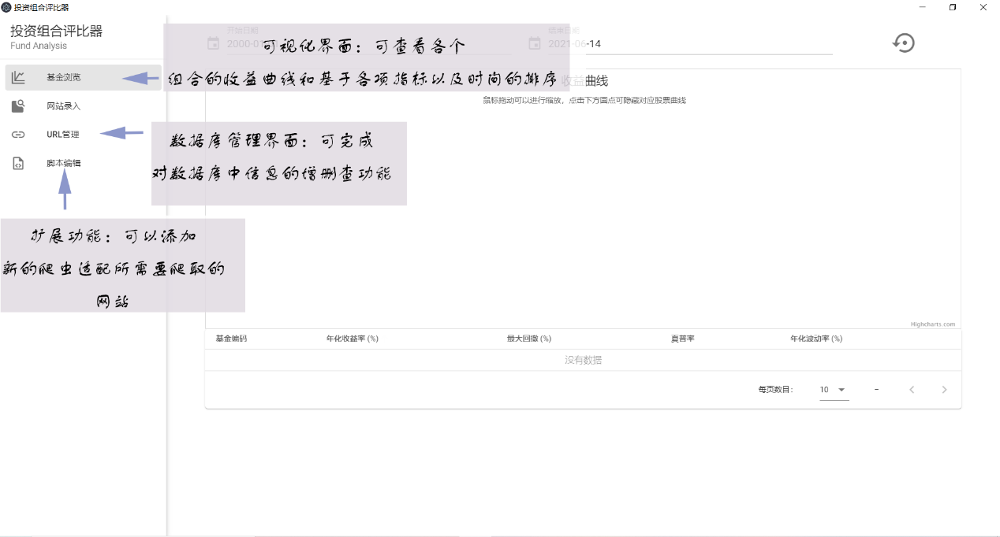 投资组合评比器
投资组合评比器
Fund Analysis
基金浏览
网站录入
URL管理
脚本编辑
开始日期
2000-01-
结束日期
2021-06-14
可视化界面：可查看各个
组合的收益曲线和基于各项指标以及时间的排序
收益曲线
鼠标拖动可以进行缩放，点击下方圆点可隐藏对应股票曲线
数据库管理界面：可完成
对数据库中信息的增删查功能
扩展功能：可以添加
新的爬虫适配所需要爬取的
网站
Highcharts.com
基金编码 年化收益率 (%) 最大回撤 (%) 夏普率 年化波动率 (%)
没有数据
每页数目： 10 –